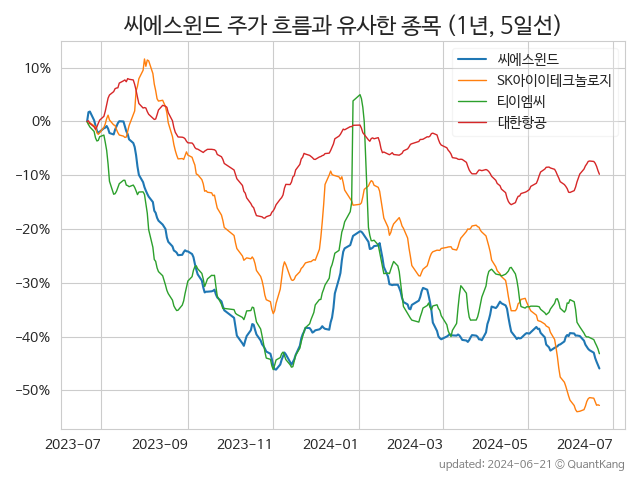 씨에스윈드 주가 흐름과 유사한 종목 (1년, 5일선)
씨에스윈드
SK아이이테크놀로지
티이엠씨
대한항공
10%
0%
−10%
−20%
−30%
−40%
−50%
2023-07
2023-09
2023-11
2024-01
2024-03
2024-05
2024-07
updated: 2024-06-21 © QuantKang